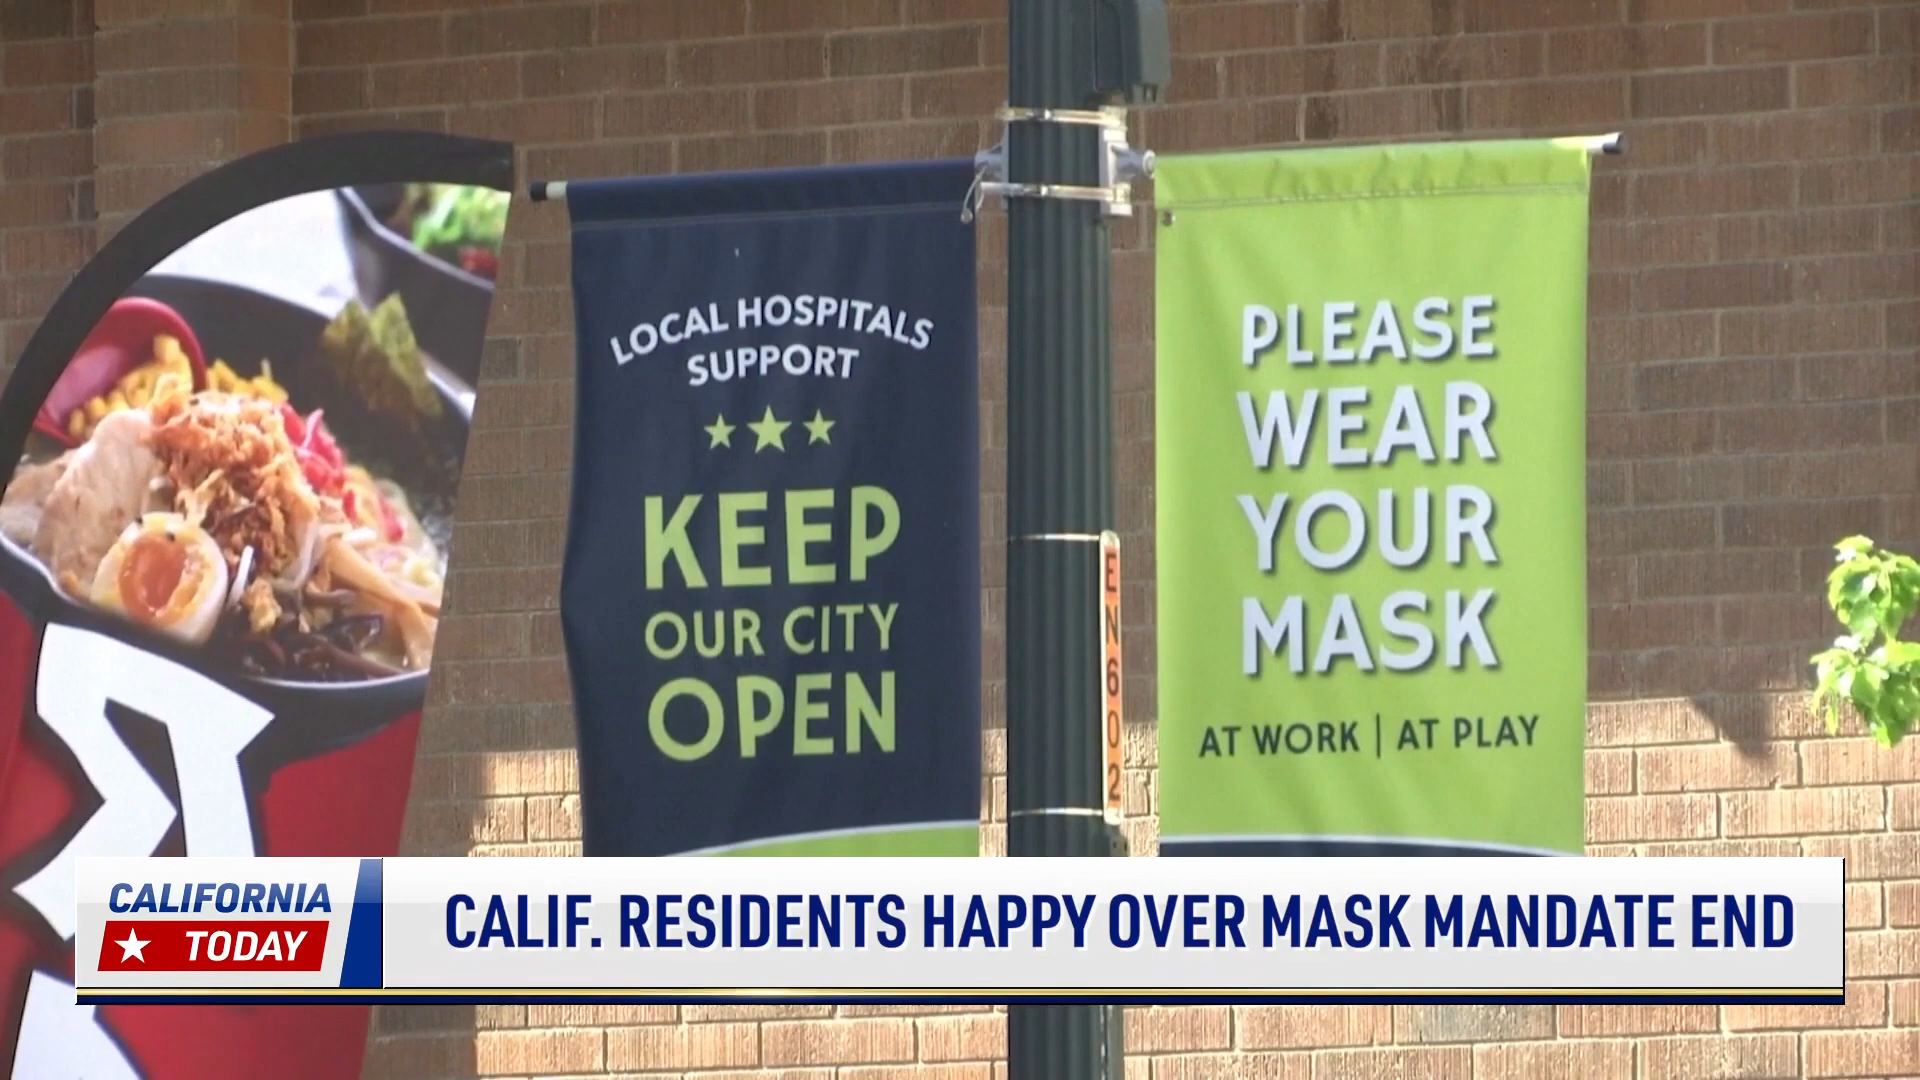 LOCAL HOSPITALS
SUPPORT
KEEP
OUR CITY
OPEN
PLEASE
WEAR
YOUR
MASK
AT WORK | AT PLAY
EN602
CALIFORNIA
TODAY
CALIF. RESIDENTS HAPPY OVER MASK MANDATE END